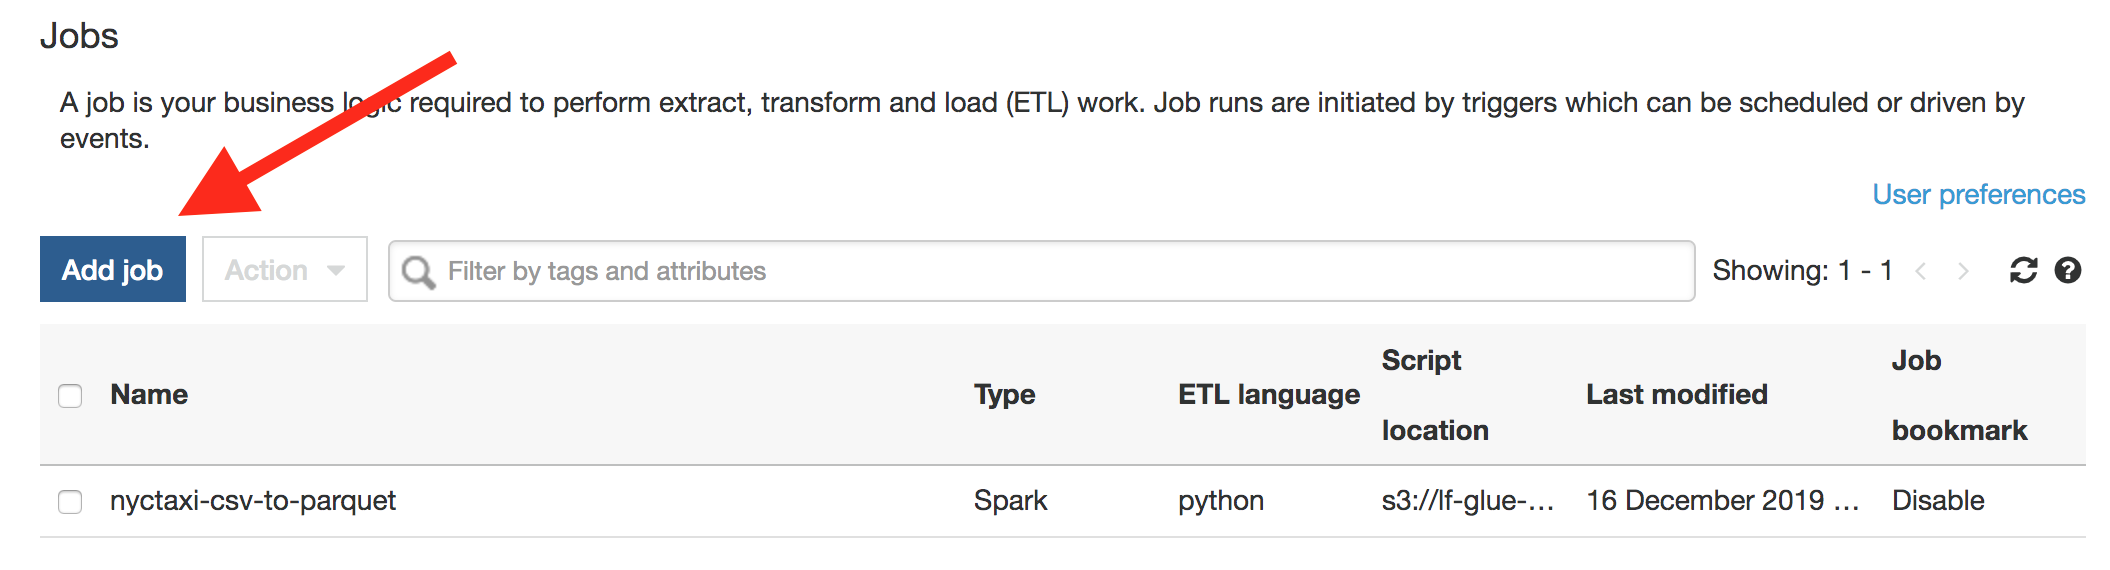 Jobs
A job is your business logic required to perform extract, transform and load (ETL) work. Job runs are initiated by triggers which can be scheduled or driven by
events.
User preferences
Add job Action Filter by tags and attributes Showing: 1 - 1
Name Type ETL language Script location Last modified Job bookmark
nyctaxi-csv-to-parquet Spark python s3://lf-glue-... 16 December 2019 ... Disable